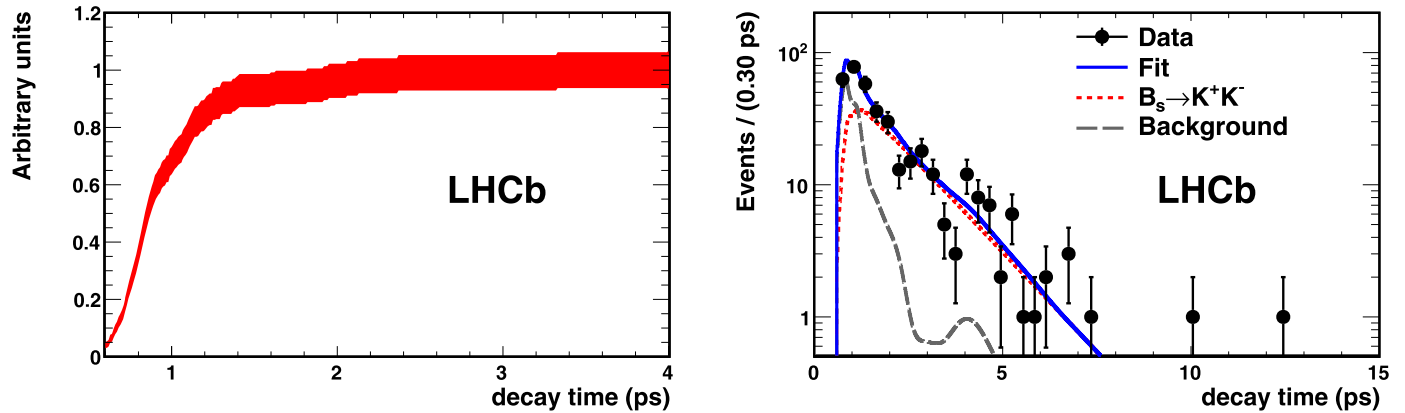 Arbitrary units
1.2
1
0.8
0.6
0.4
0.2
0
LHCb
1 2 3 4
decay time (ps)
Events / (0.30 ps)
10²
10
1
Data
Fit
Bₛ→K⁺K⁻
Background
LHCb
0 5 10 15
decay time (ps)